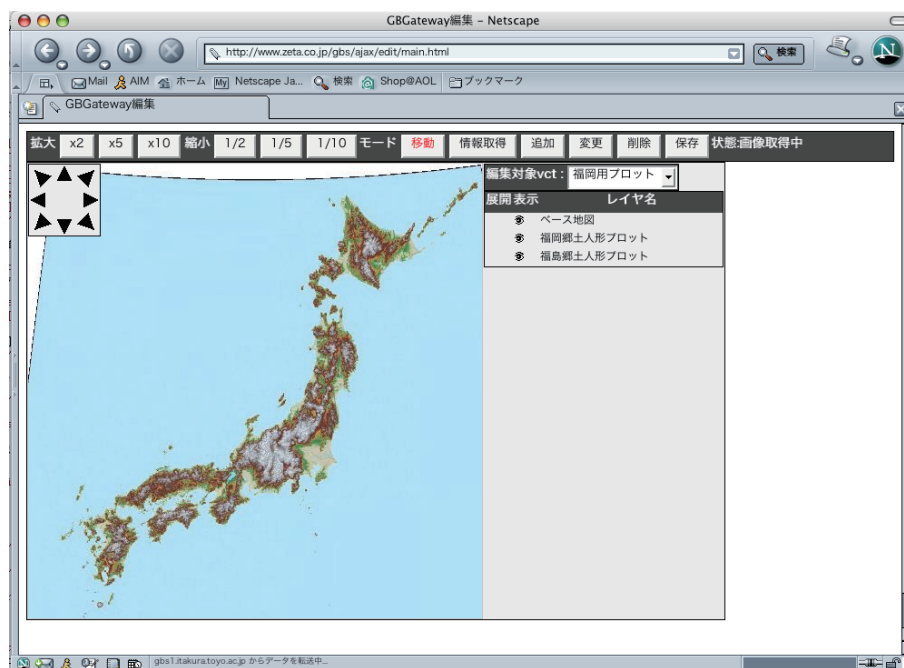 GBGateway編集 – Netscape
http://www.zeta.co.jp/gbs/ajax/edit/main.html 検索
Mail AIM ホーム My Netscape Ja... 検索 Shop@AOL ブックマーク
GBGateway編集
拡大 x2 x5 x10 縮小 1/2 1/5 1/10 モード 移動 情報取得 追加 変更 削除 保存 状態:画像取得中
編集対象vct : 福岡用プロット
展開 表示 レイヤ名
ベース地図
福岡郷土人形プロット
福島郷土人形プロット
gbs1.itakura.toyo.ac.jp からデータを転送中...